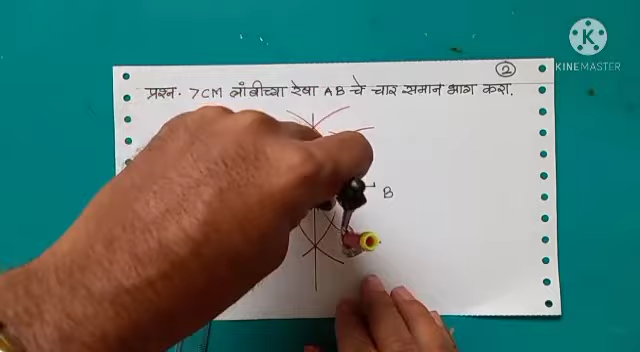 ②
प्रश्न. 7CM लांबीच्या रेषा AB चे चार समान भाग करा.
B
K
KINEMASTER